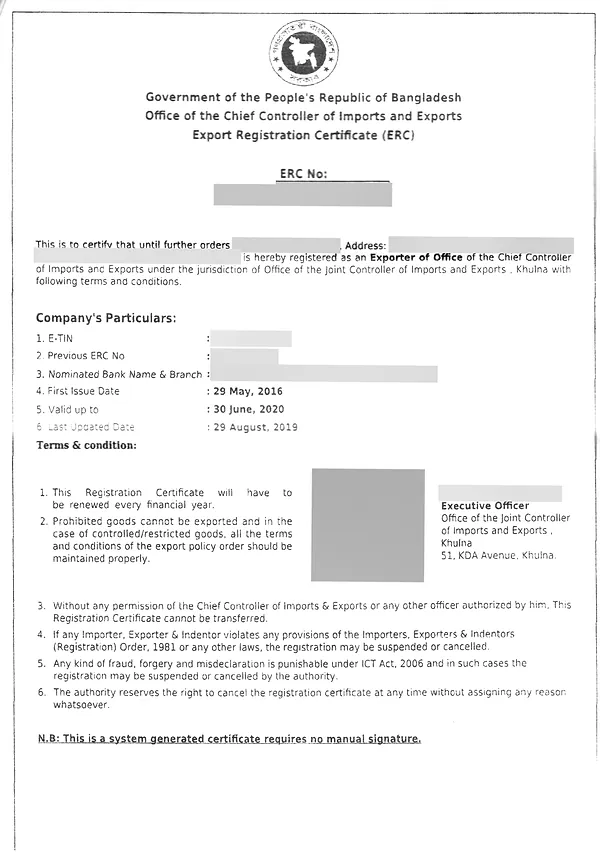 Government of the People's Republic of Bangladesh
Office of the Chief Controller of Imports and Exports
Export Registration Certificate (ERC)
ERC No:
This is to certify that until further orders , Address:
is hereby registered as an Exporter of Office of the Chief Controller
of Imports and Exports under the jurisdiction of Office of the Joint Controller of Imports and Exports , Khulna with
following terms and conditions.
Company's Particulars:
1. E-TIN :
2. Previous ERC No :
3. Nominated Bank Name & Branch :
4. First Issue Date : 29 May, 2016
5. Valid up to : 30 June, 2020
6. Last Updated Date : 29 August, 2019
Terms & condition:
1. This Registration Certificate will have to
be renewed every financial year.
2. Prohibited goods cannot be exported and in the
case of controlled/restricted goods, all the terms
and conditions of the export policy order should be
maintained properly.
Executive Officer
Office of the Joint Controller
of Imports and Exports ,
Khulna
51, KDA Avenue, Khulna.
3. Without any permission of the Chief Controller of Imports & Exports or any other officer authorized by him, This
Registration Certificate cannot be transferred.
4. If any Importer, Exporter & Indentor violates any provisions of the Importers, Exporters & Indentors
(Registration) Order, 1981 or any other laws, the registration may be suspended or cancelled.
5. Any kind of fraud, forgery and misdeclaration is punishable under ICT Act, 2006 and in such cases the
registration may be suspended or cancelled by the authority.
6. The authority reserves the right to cancel the registration certificate at any time without assigning any reason
whatsoever.
N.B: This is a system generated certificate requires no manual signature.